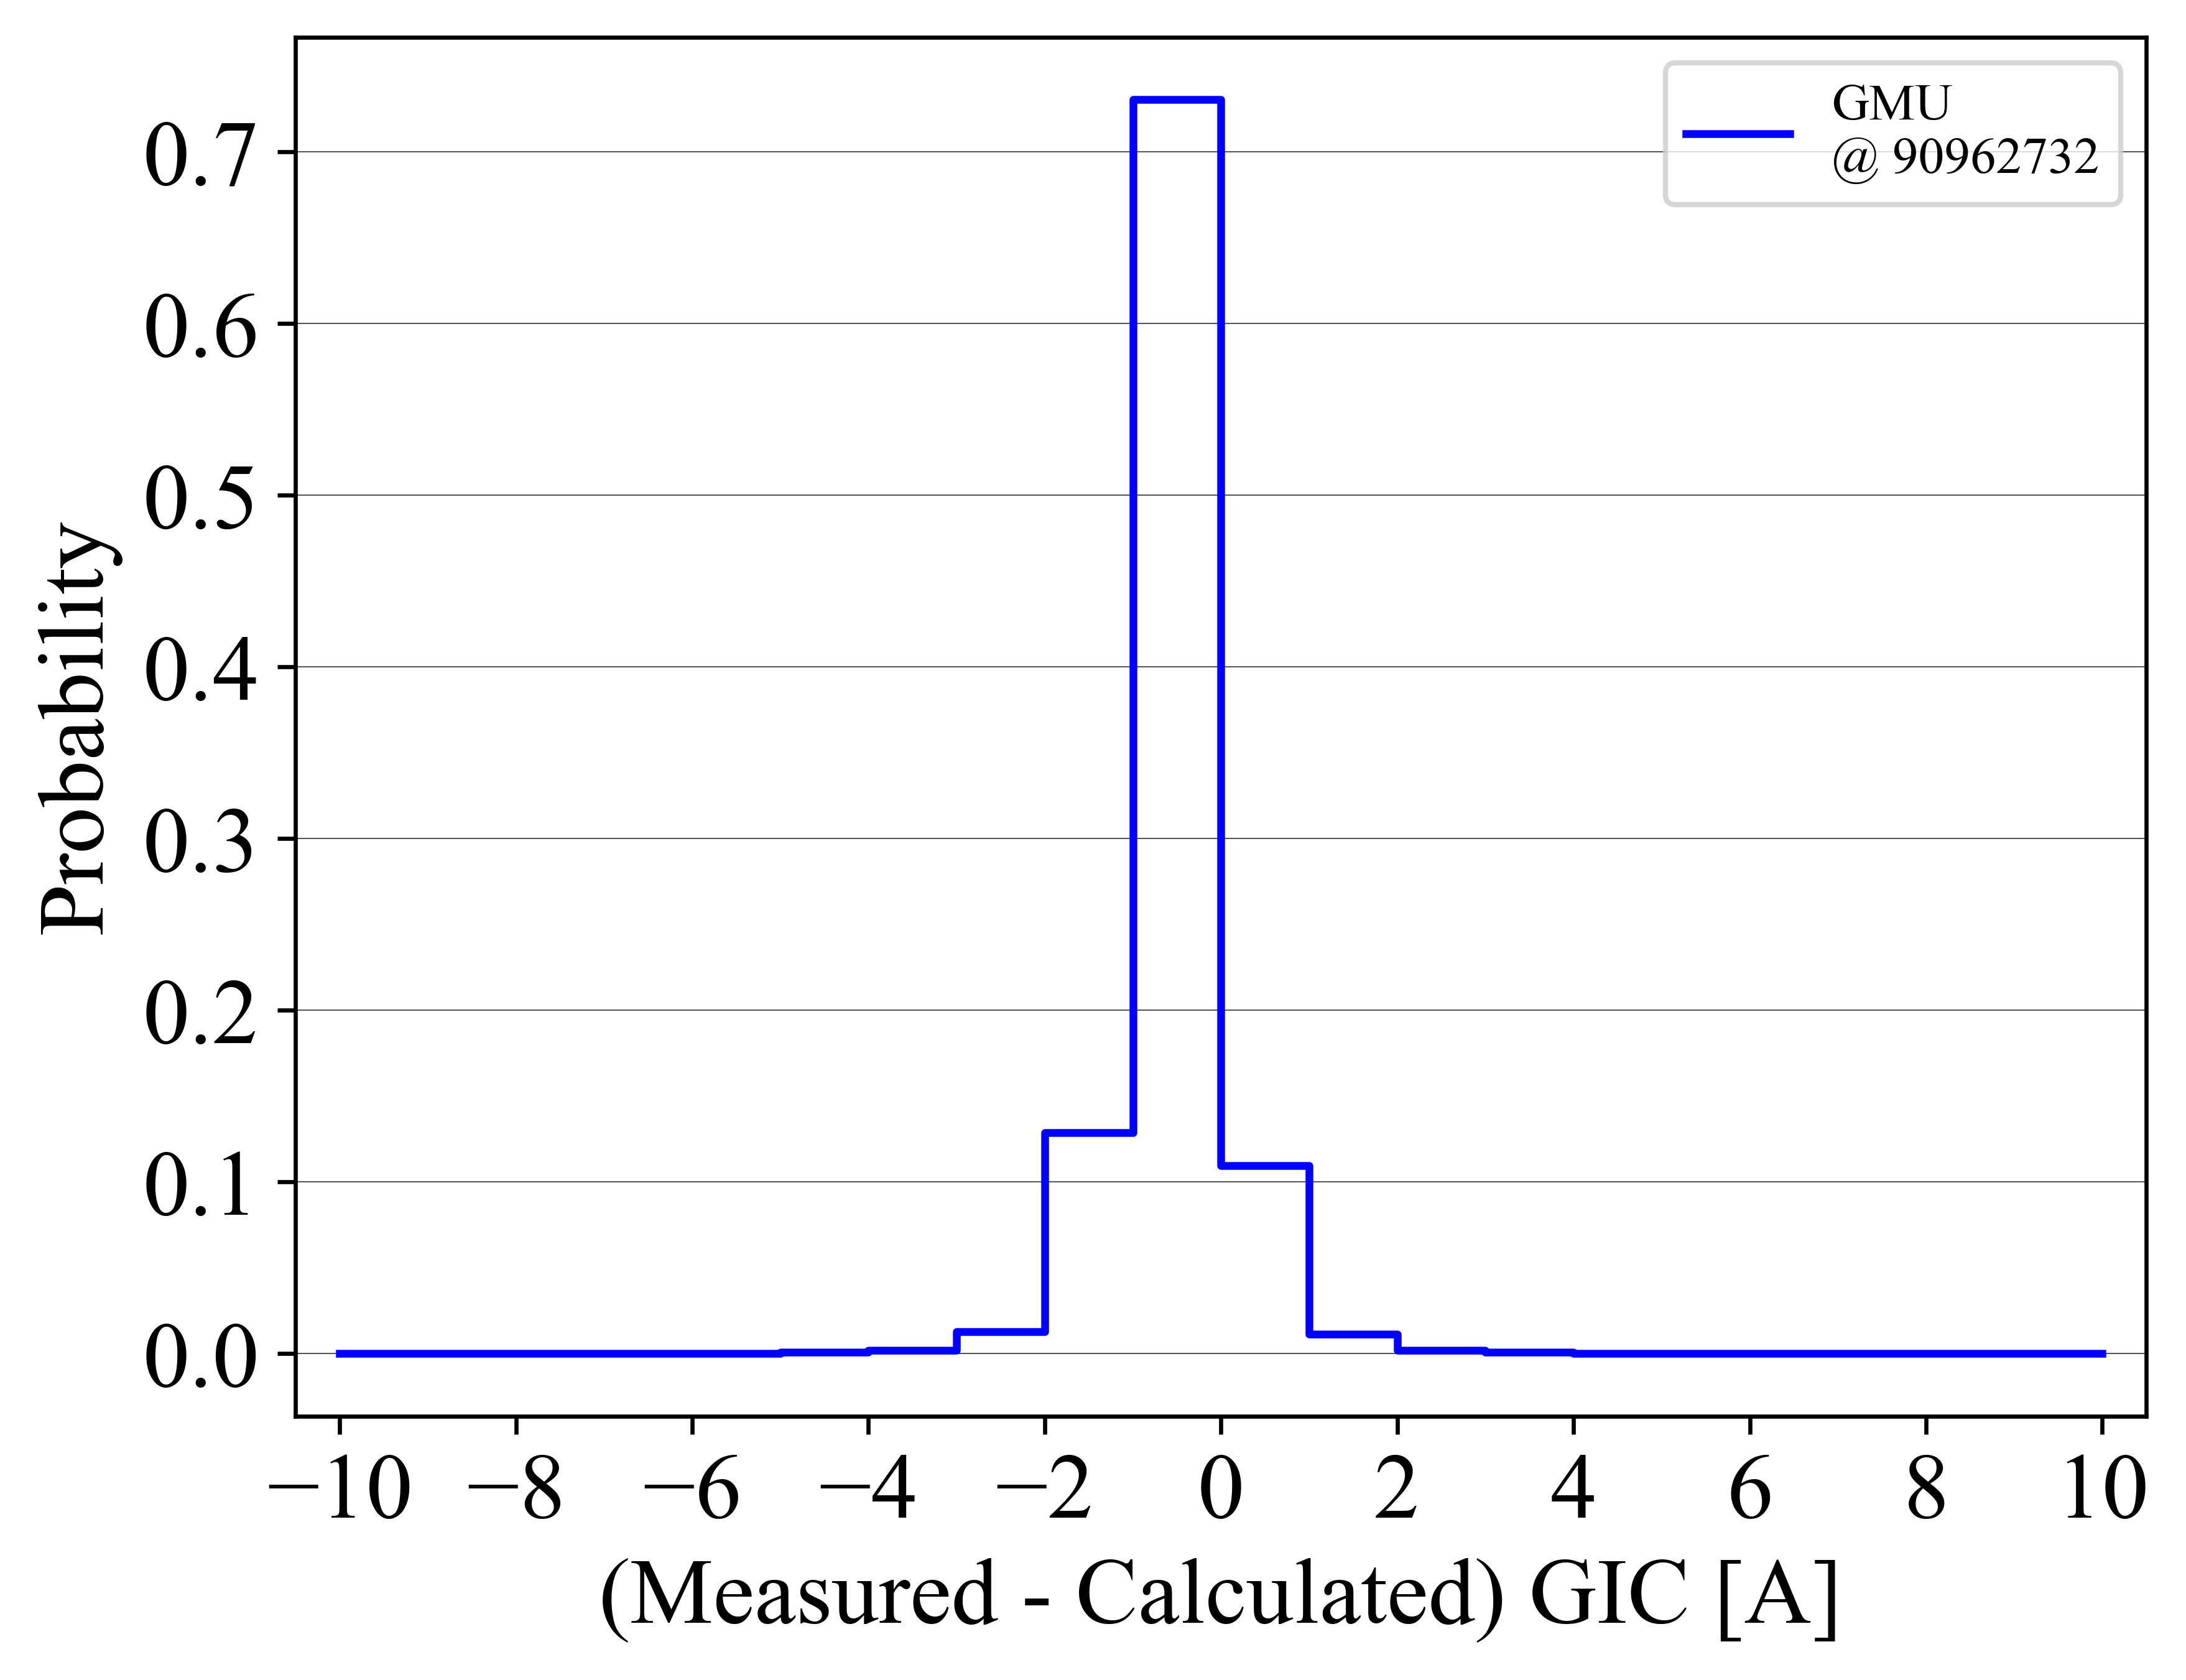 GMU
@ 90962732
0.7
0.6
0.5
0.4
0.3
0.2
0.1
0.0
Probability
−10 −8 −6 −4 −2 0 2 4 6 8 10
(Measured - Calculated) GIC [A]